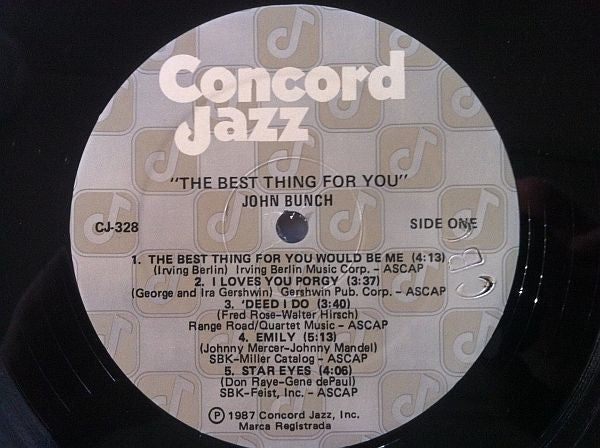 Concord
Jazz
"THE BEST THING FOR YOU"
JOHN BUNCH
CJ-328
SIDE ONE
1. THE BEST THING FOR YOU WOULD BE ME (4:13)
(Irving Berlin) Irving Berlin Music Corp. – ASCAP
2. I LOVES YOU PORGY (3:37)
(George and Ira Gershwin) Gershwin Pub. Corp. – ASCAP
3. 'DEED I DO (3:40)
(Fred Rose-Walter Hirsch)
Range Road/Quartet Music – ASCAP
4. EMILY (5:13)
(Johnny Mercer-Johnny Mandel)
SBK-Miller Catalog – ASCAP
5. STAR EYES (4:06)
(Don Raye-Gene dePaul)
SBK-Feist, Inc. – ASCAP
Ⓟ 1987 Concord Jazz, Inc.
Marca Registrada